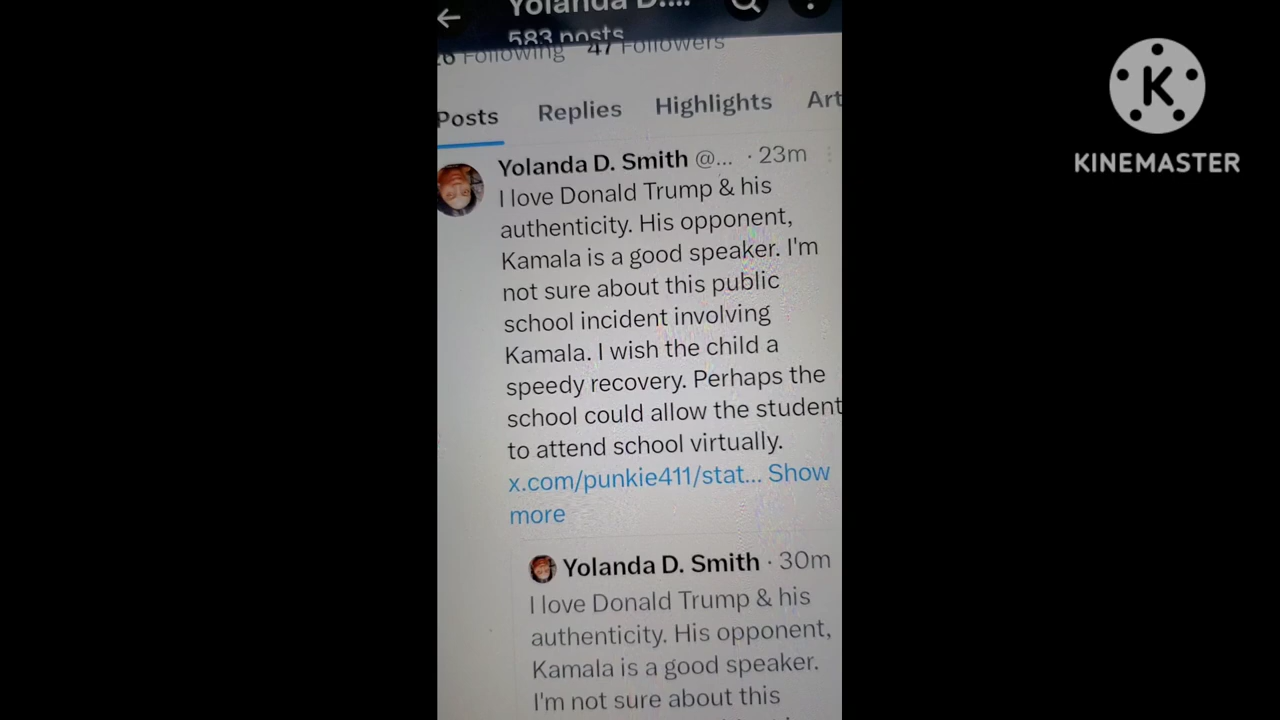 Yolanda D....
583 posts
Following 47 Followers
Posts Replies Highlights Art
Yolanda D. Smith @... · 23m
I love Donald Trump & his
authenticity. His opponent,
Kamala is a good speaker. I'm
not sure about this public
school incident involving
Kamala. I wish the child a
speedy recovery. Perhaps the
school could allow the student
to attend school virtually.
x.com/punkie411/stat... Show
more
Yolanda D. Smith · 30m
I love Donald Trump & his
authenticity. His opponent,
Kamala is a good speaker.
I'm not sure about this
K
KINEMASTER